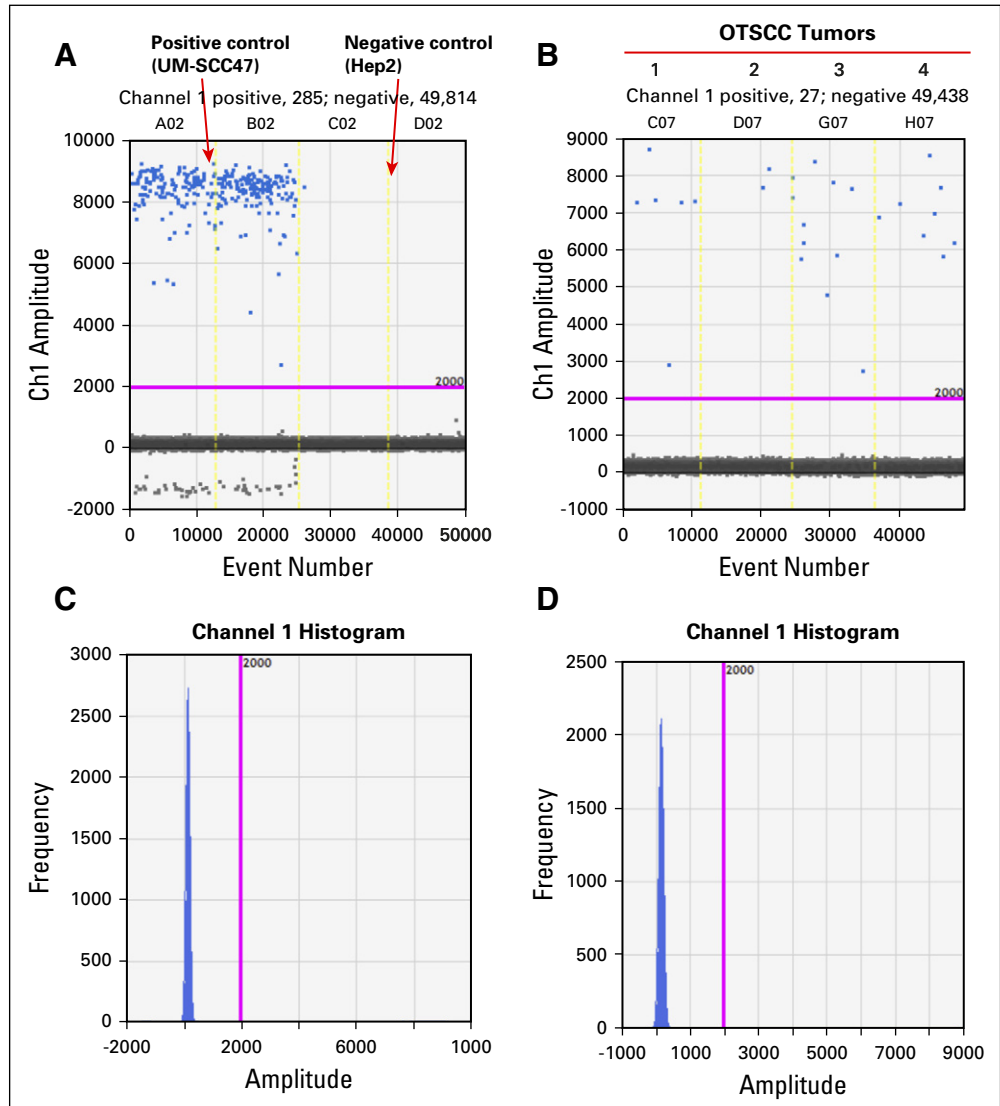 A
Positive control
(UM-SCC47)
Negative control
(Hep2)
Channel 1 positive, 285; negative, 49,814
A02 B02 C02 D02
10000
8000
6000
4000
2000
0
-2000
2000
0 10000 20000 30000 40000 50000
Ch1 Amplitude
Event Number
B
OTSCC Tumors
1 2 3 4
Channel 1 positive, 27; negative 49,438
C07 D07 G07 H07
9000
8000
7000
6000
5000
4000
3000
2000
1000
0
-1000
2000
0 10000 20000 30000 40000
Ch1 Amplitude
Event Number
C
Channel 1 Histogram
3000
2500
2000
1500
1000
500
0
2000
-2000 2000 6000 1000
Frequency
Amplitude
D
Channel 1 Histogram
2500
2000
1500
1000
500
0
2000
-1000 1000 3000 5000 7000 9000
Frequency
Amplitude